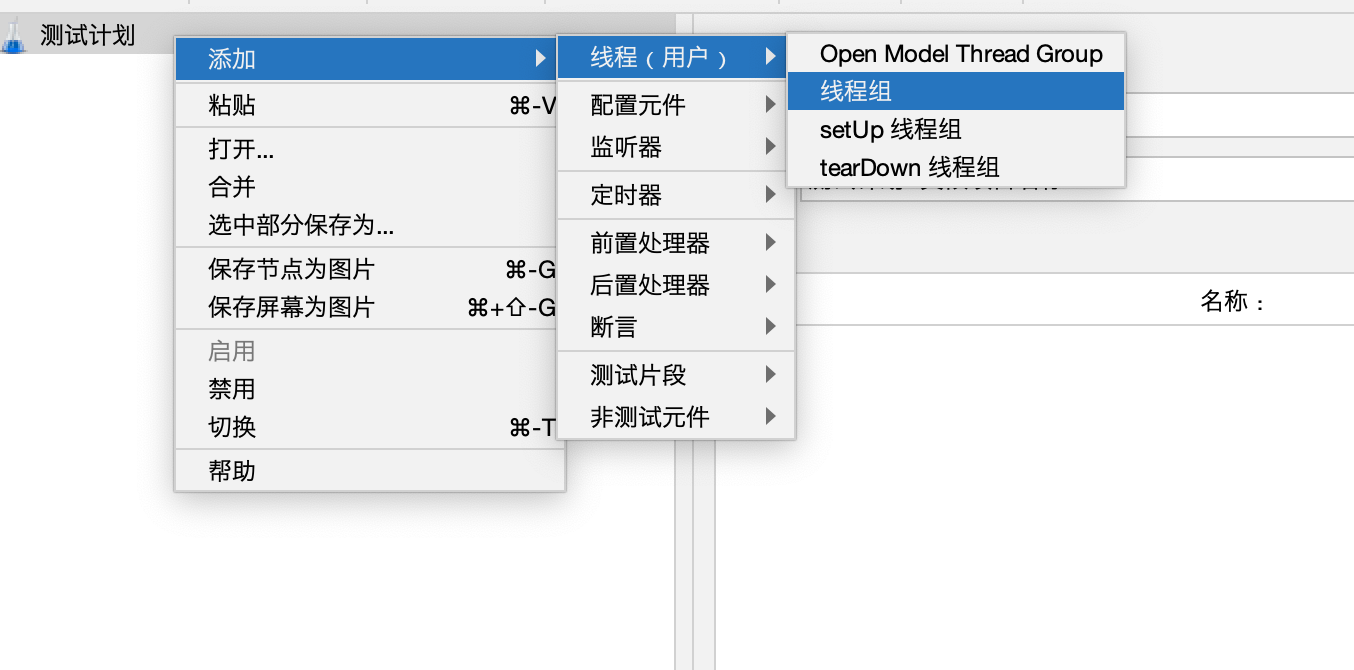 测试计划
添加
粘贴 ⌘-V
打开...
合并
选中部分保存为...
保存节点为图片 ⌘-G
保存屏幕为图片 ⌘+⇧-G
启用
禁用
切换 ⌘-T
帮助
线程（用户）
配置元件
监听器
定时器
前置处理器
后置处理器
断言
测试片段
非测试元件
Open Model Thread Group
线程组
setUp 线程组
tearDown 线程组
名称：